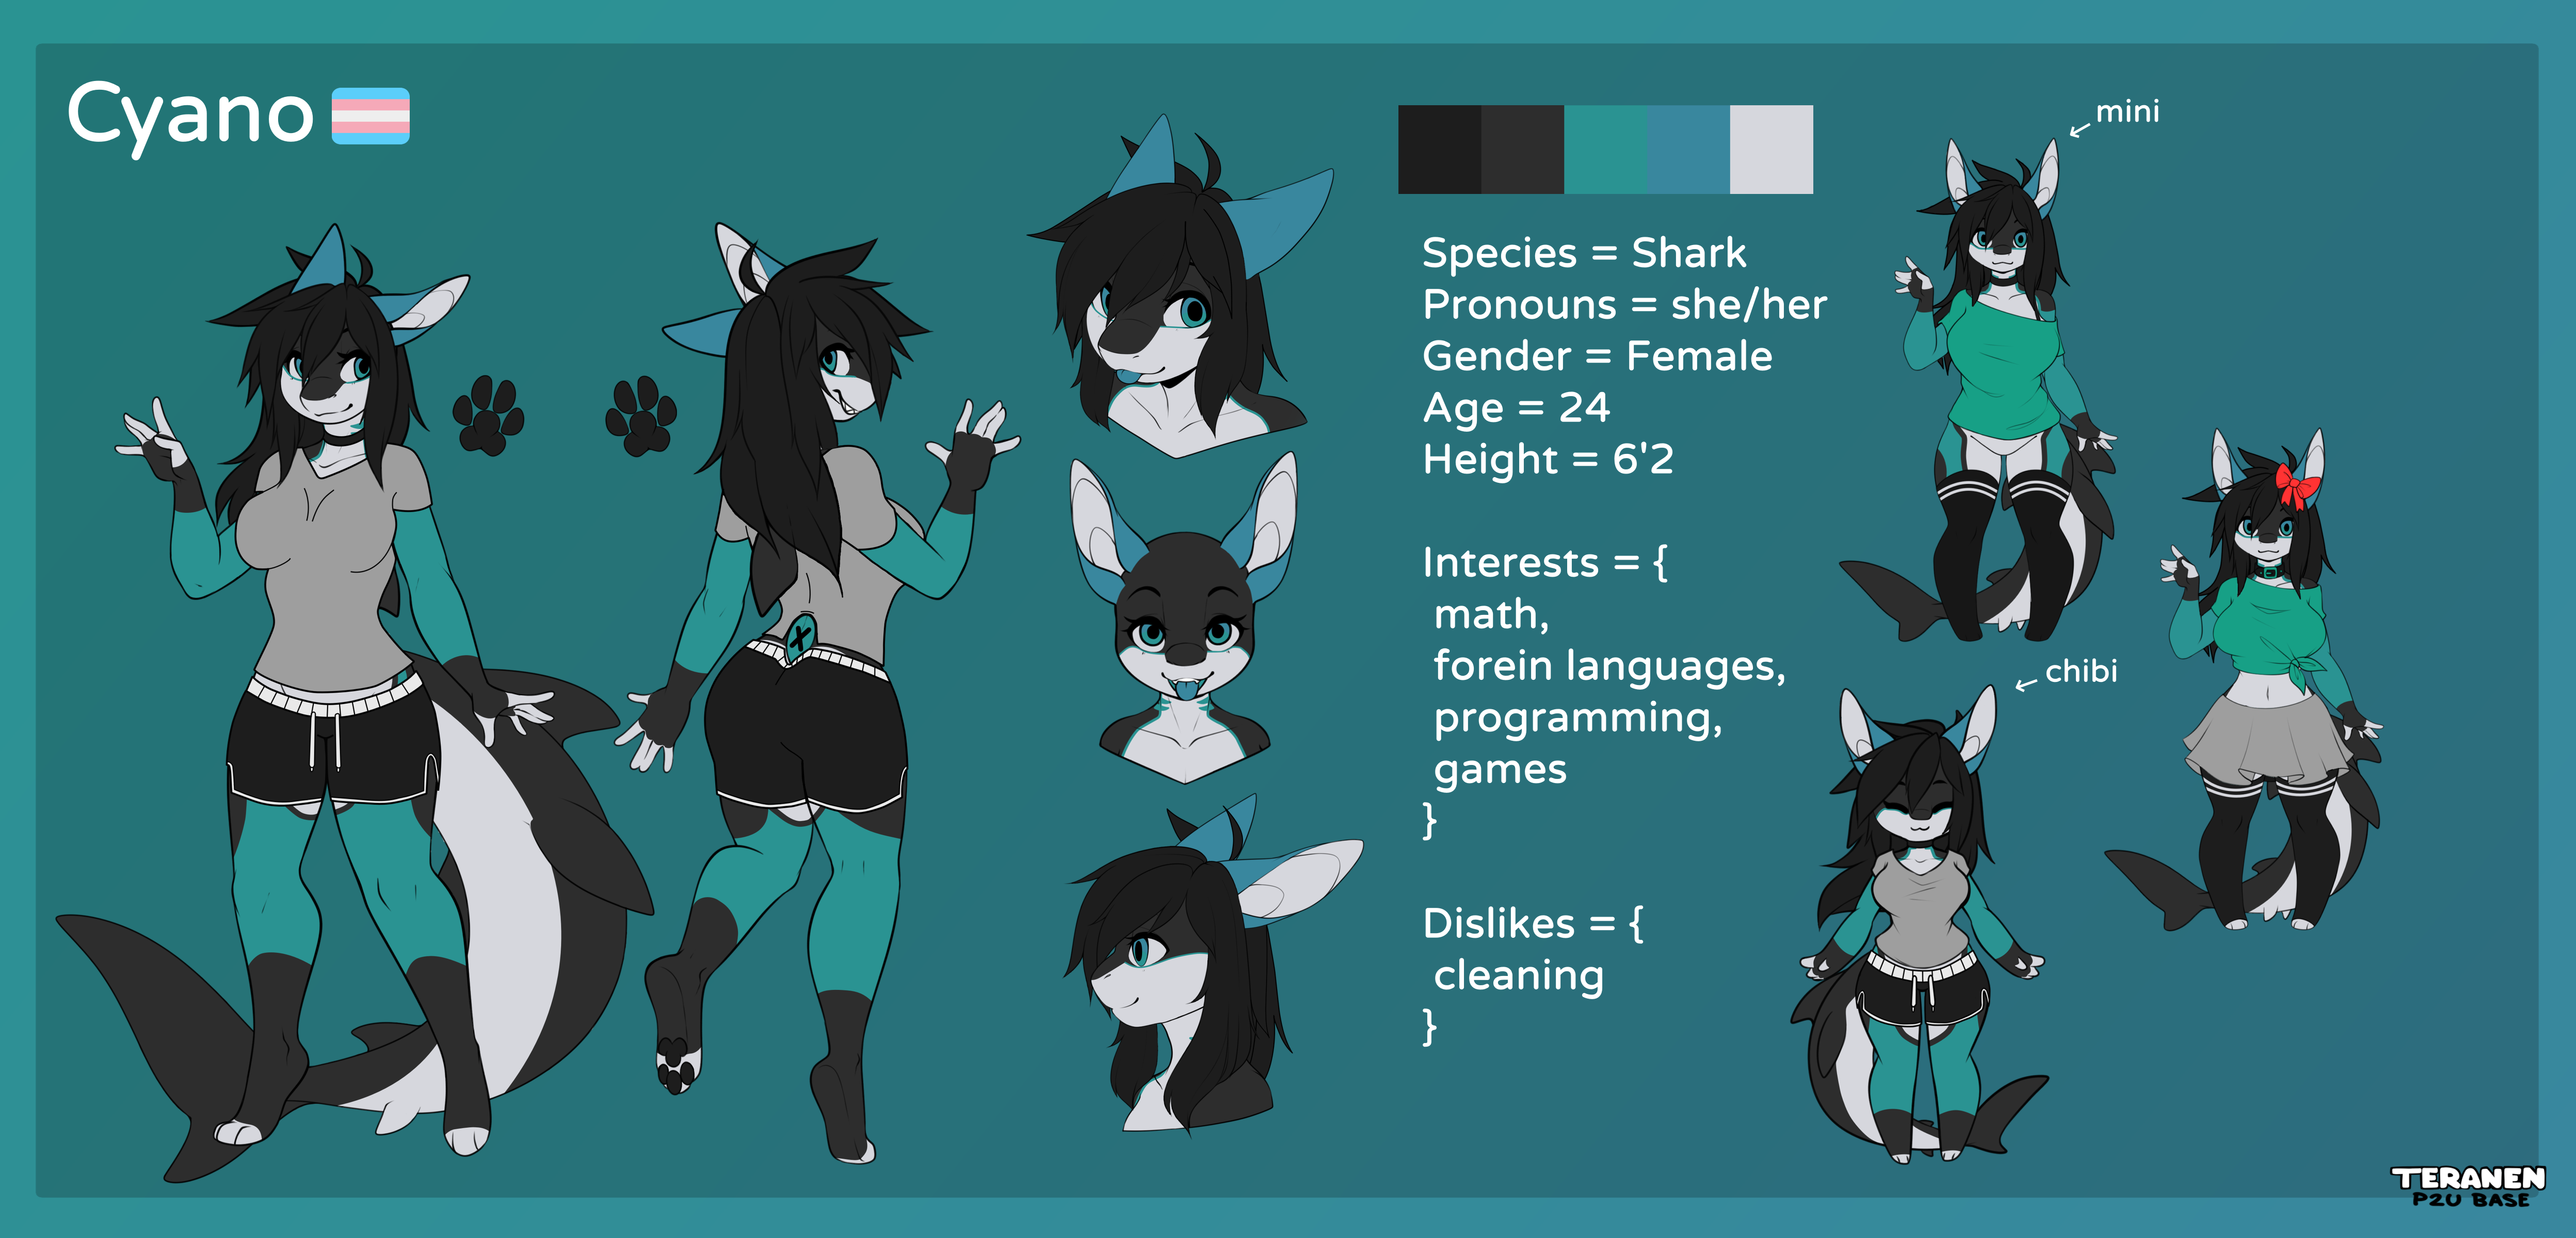 Cyano
Species = Shark
Pronouns = she/her
Gender = Female
Age = 24
Height = 6'2
Interests = {
math,
forein languages,
programming,
games
}
Dislikes = {
cleaning
}
mini
chibi
TERANEN
P2U BASE